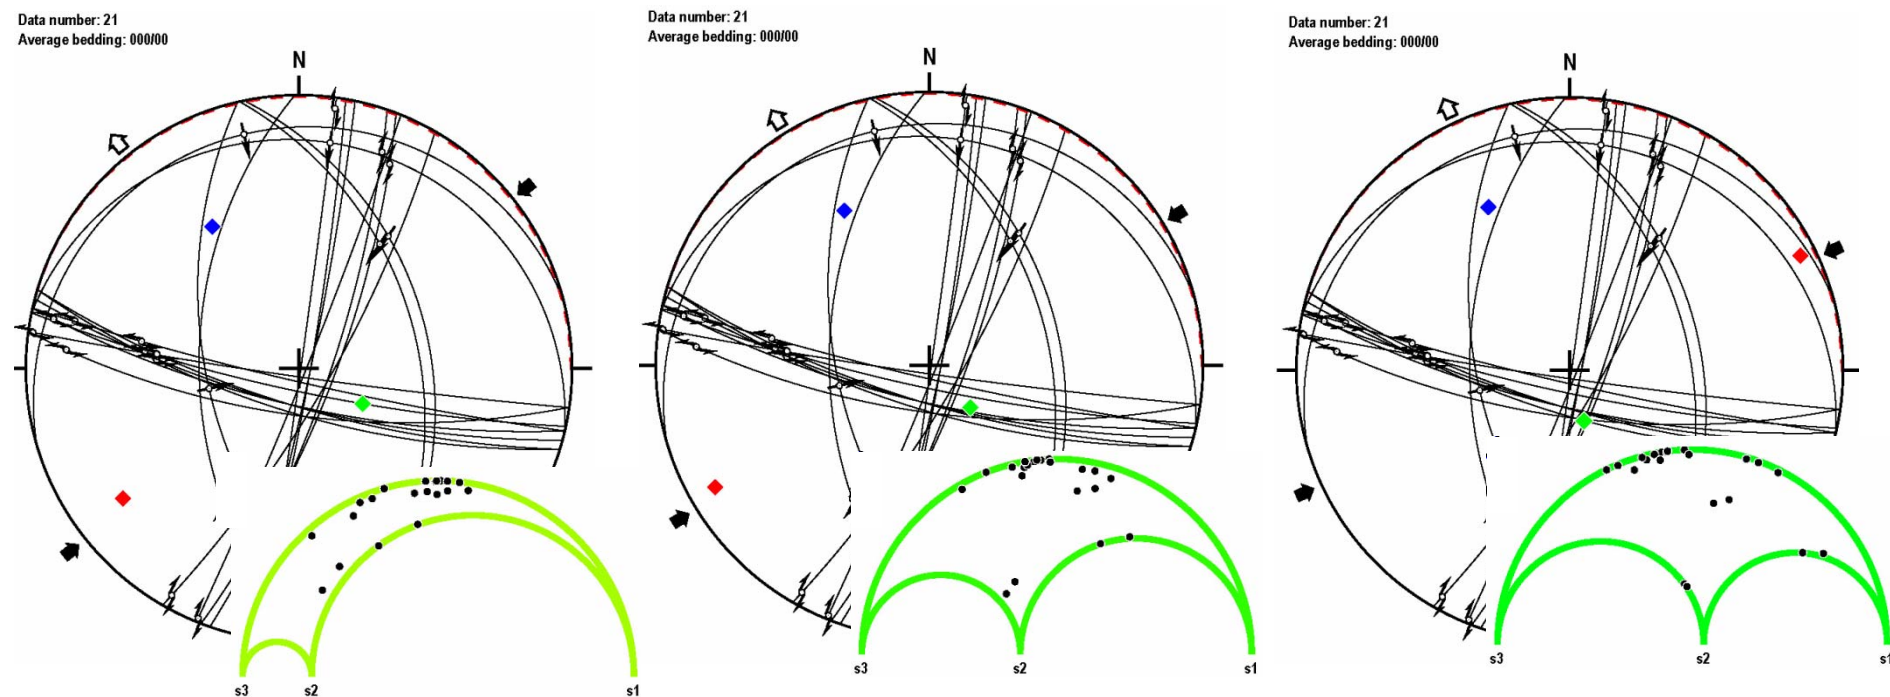 Data number: 21
Average bedding: 000/00
N
s3 s2 s1
Data number: 21
Average bedding: 000/00
N
s3 s2 s1
Data number: 21
Average bedding: 000/00
N
s3 s2 s1